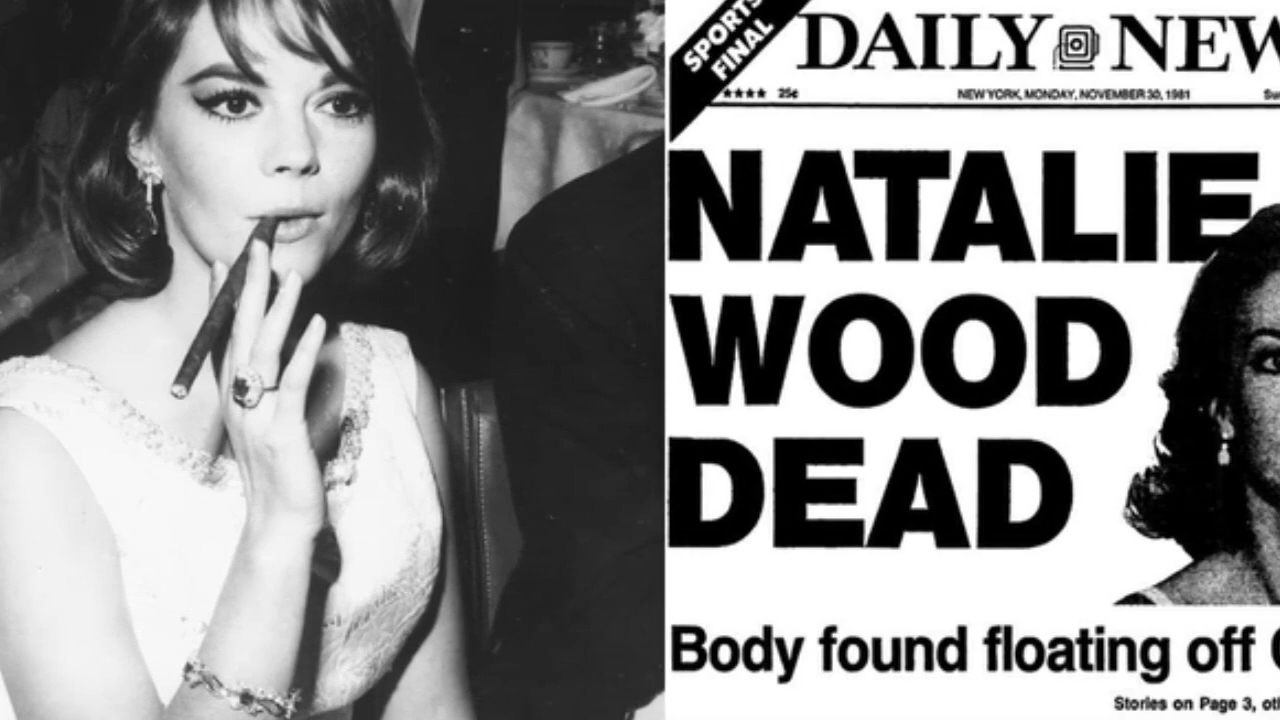 SPORTS
FINAL
DAILY NEW
★★★★ 25¢
NEW YORK, MONDAY, NOVEMBER 30, 1981
NATALIE
WOOD
DEAD
Body found floating off
Stories on Page 3,